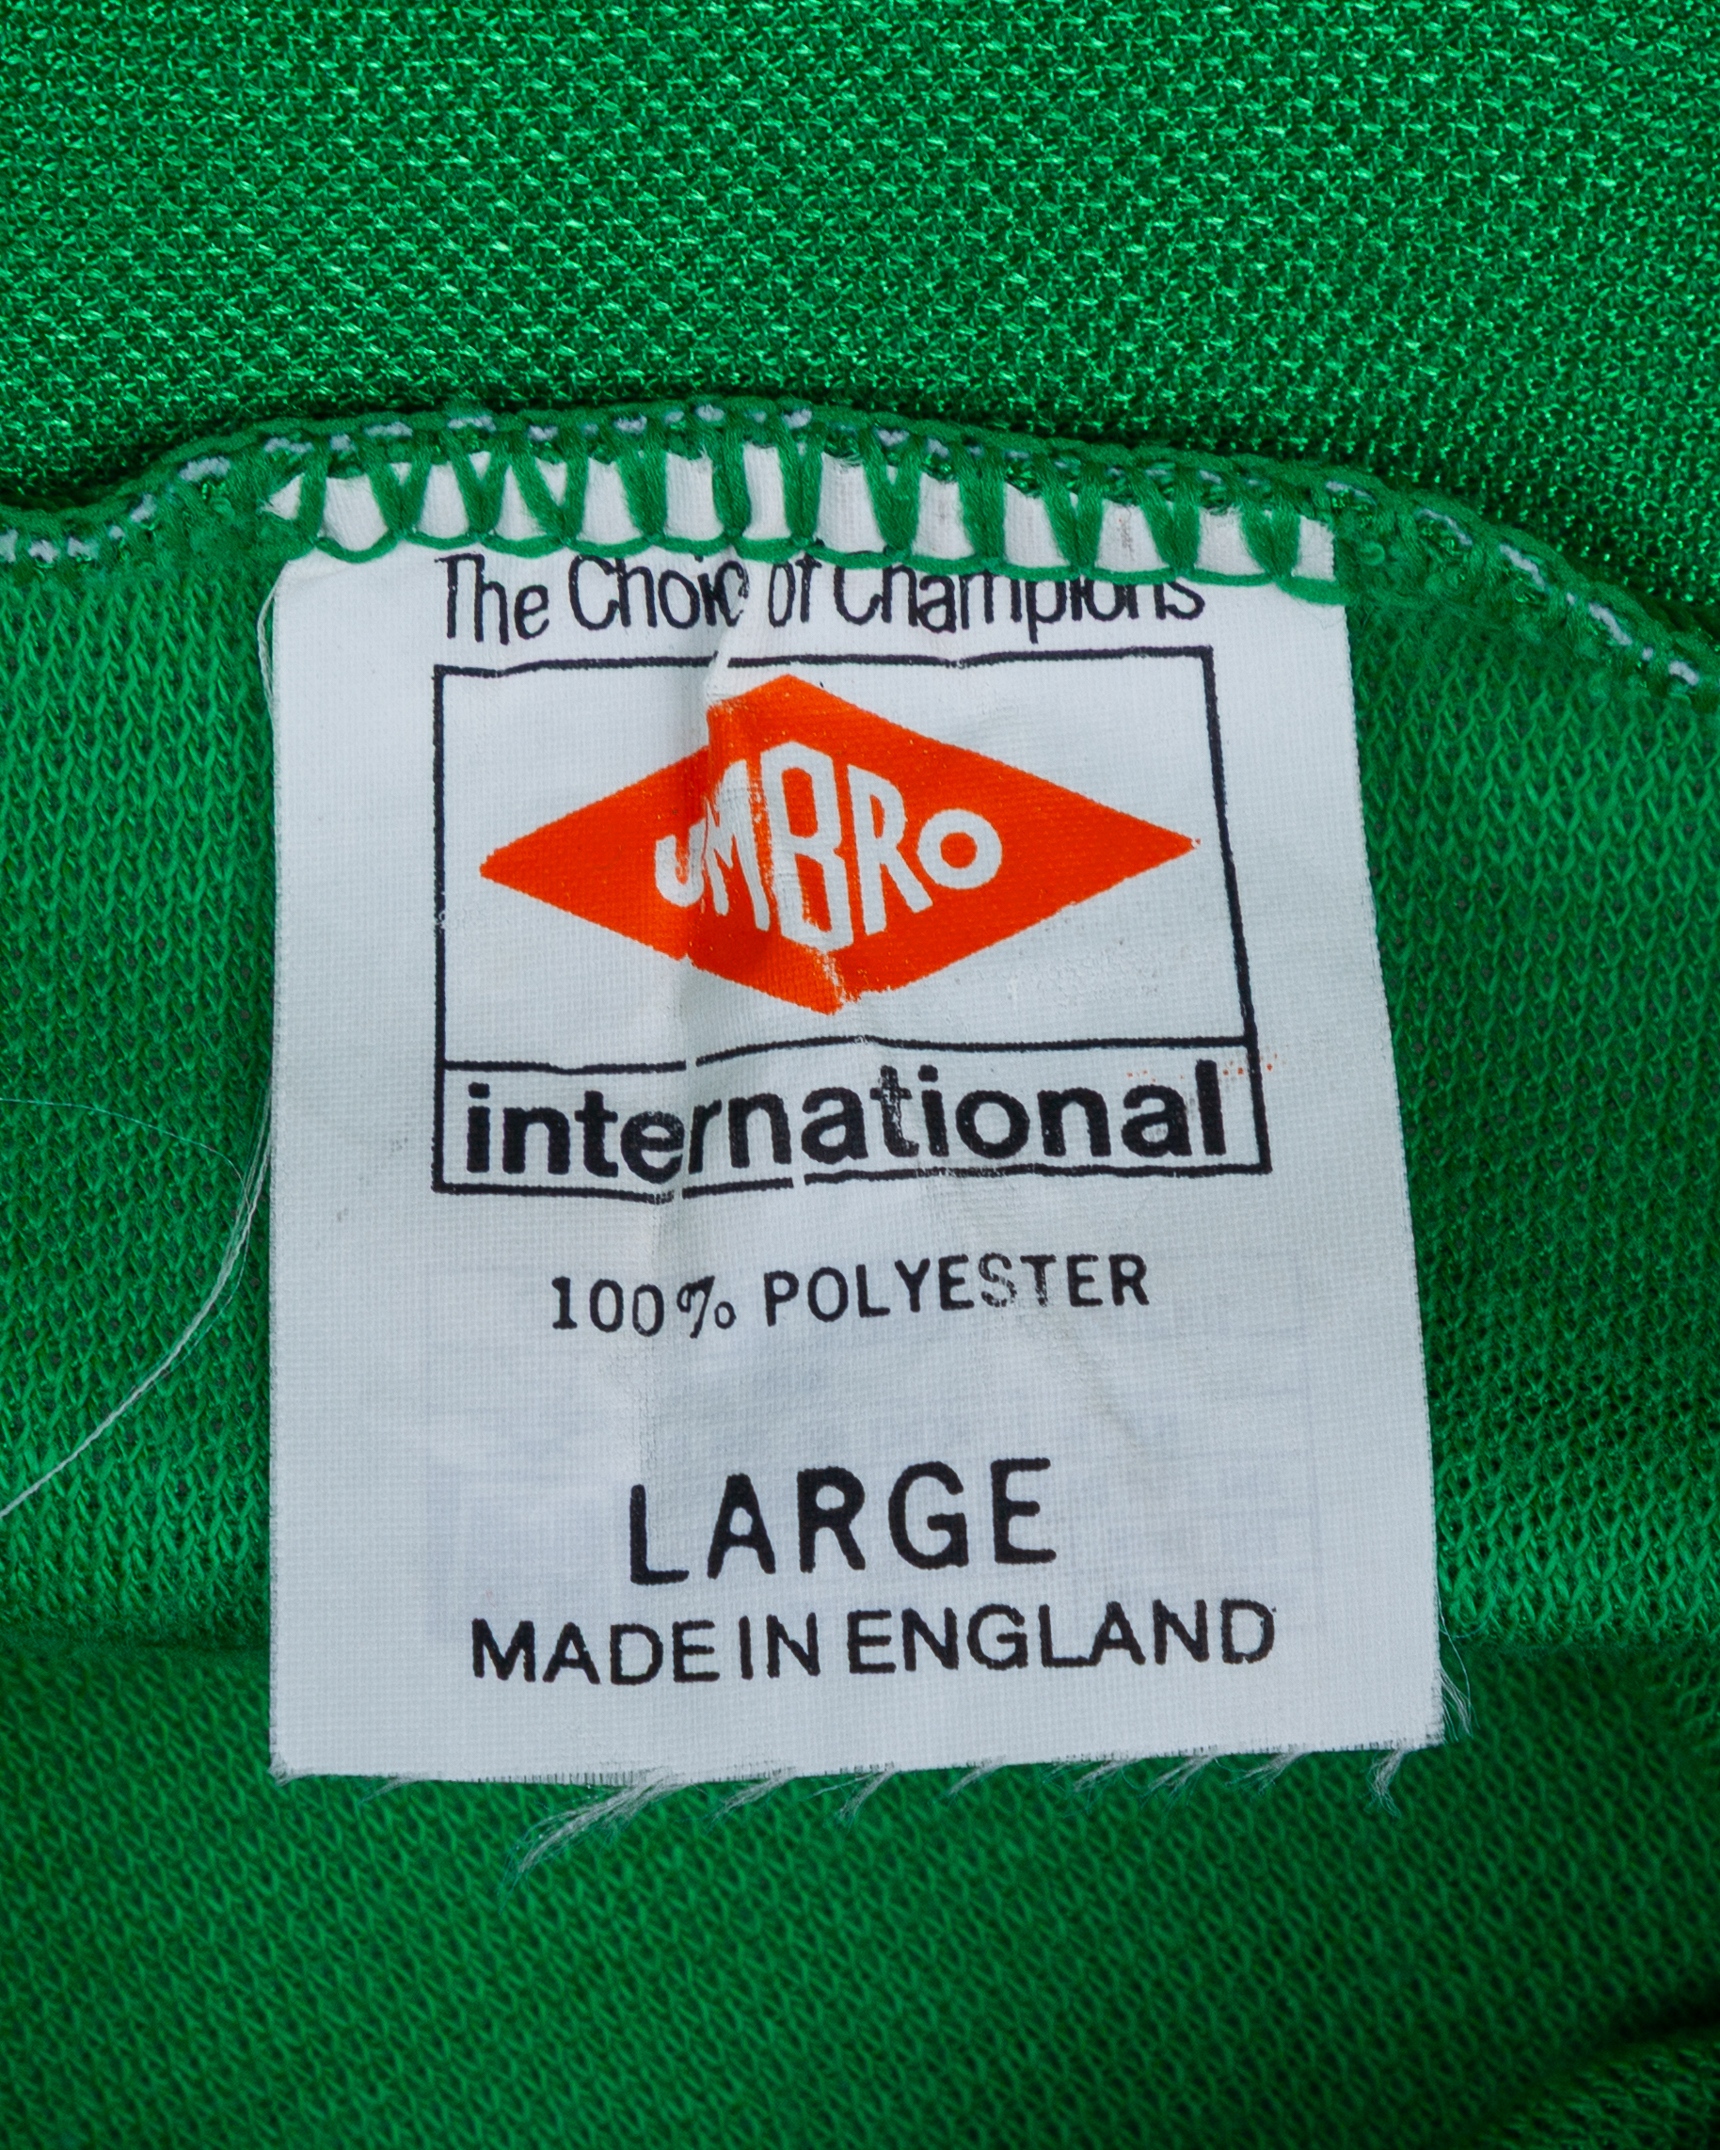 The Choice of Champions
UMBRO
international
100% POLYESTER
LARGE
MADE IN ENGLAND